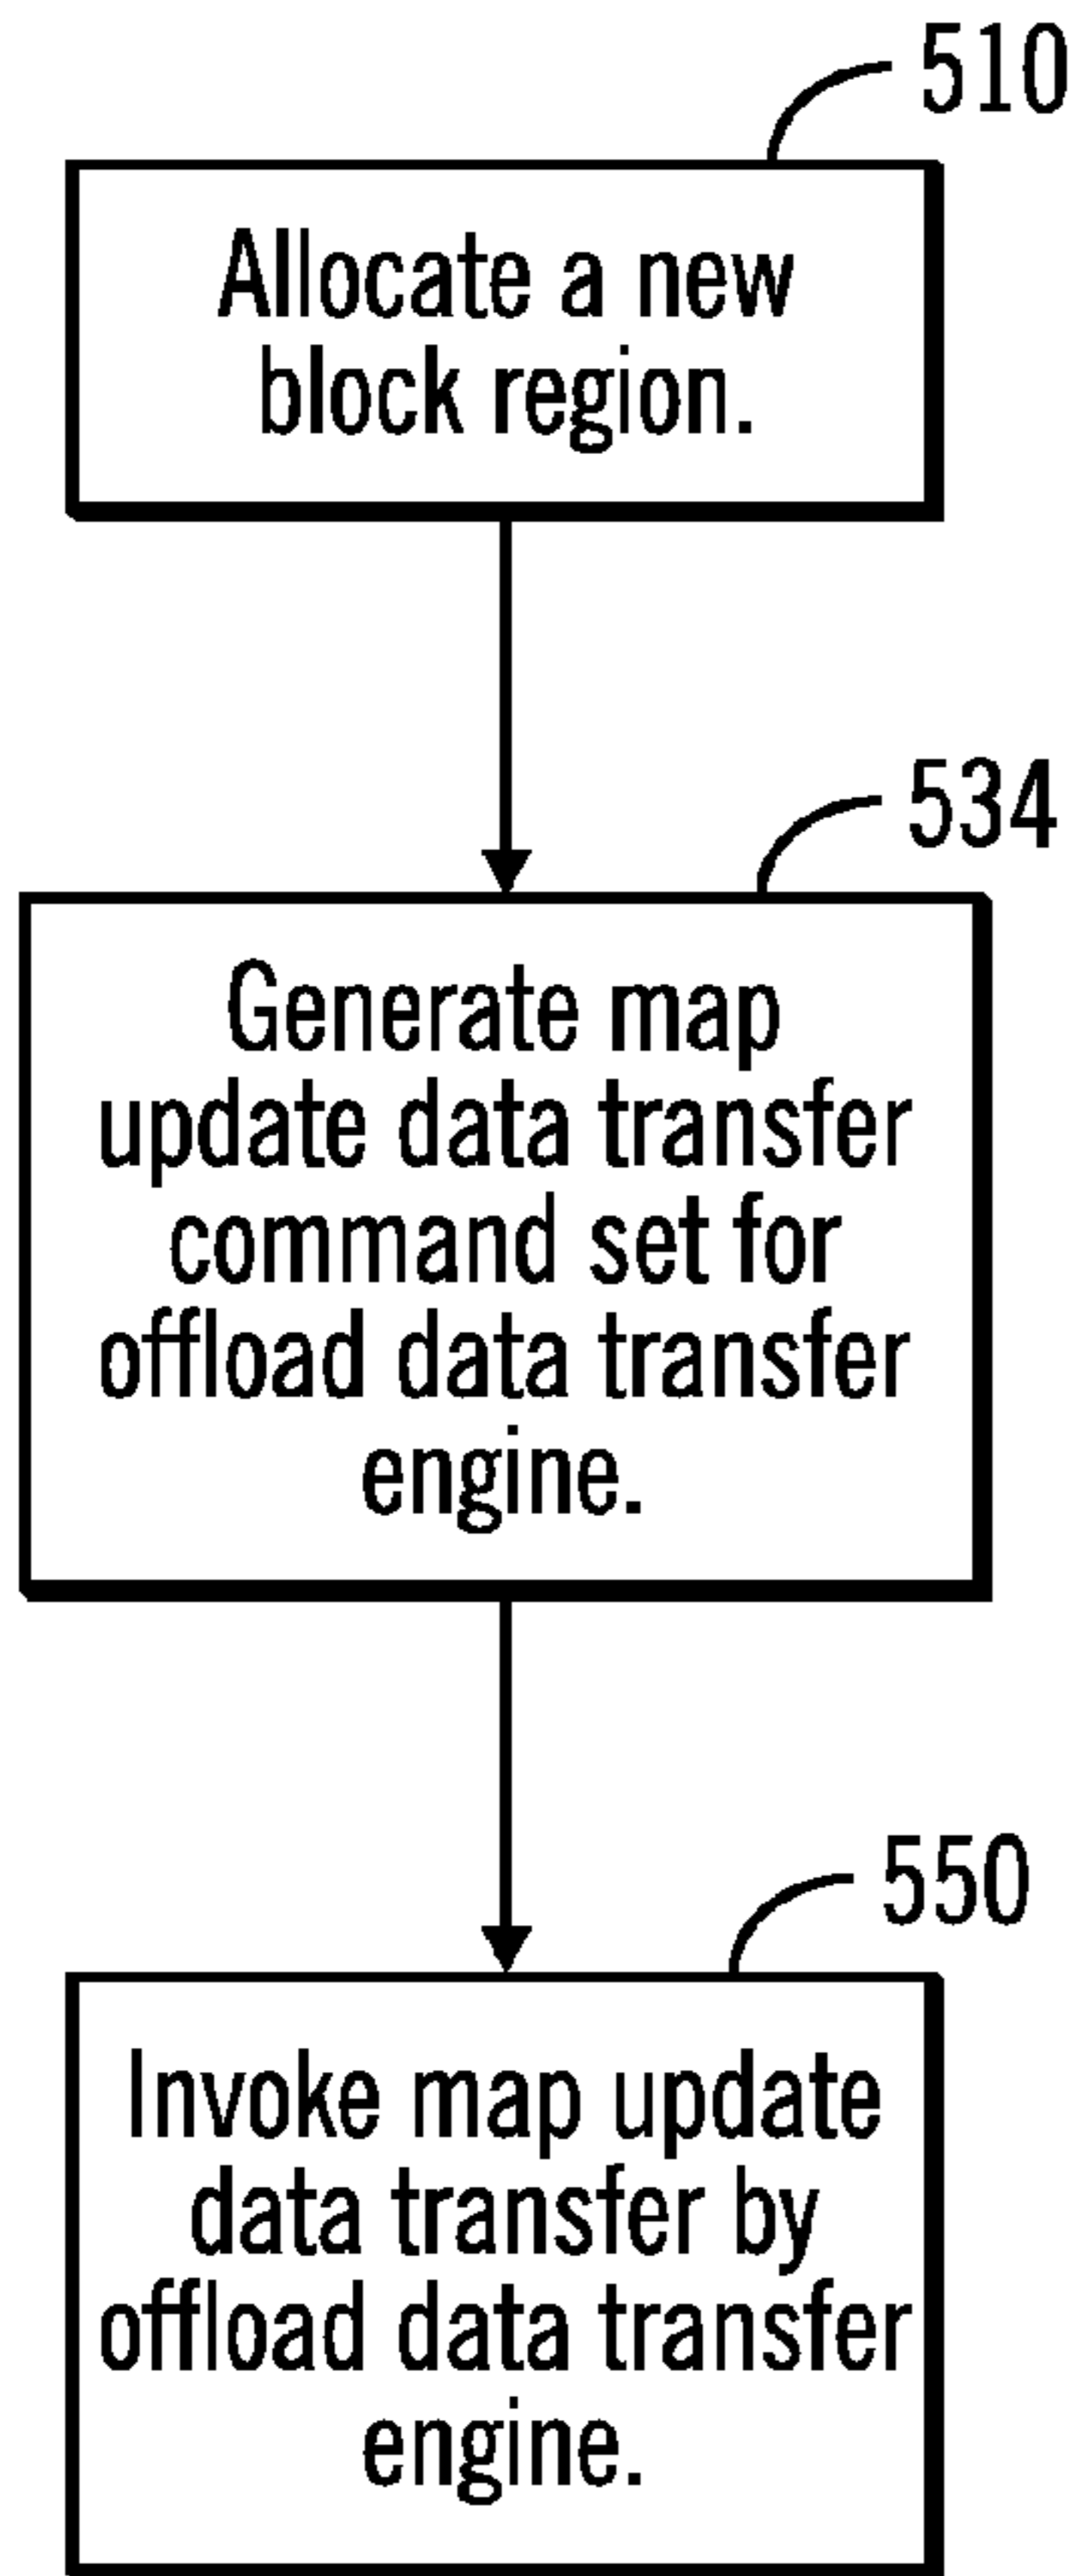 510
Allocate a new
block region.
534
Generate map
update data transfer
command set for
offload data transfer
engine.
550
Invoke map update
data transfer by
offload data transfer
engine.